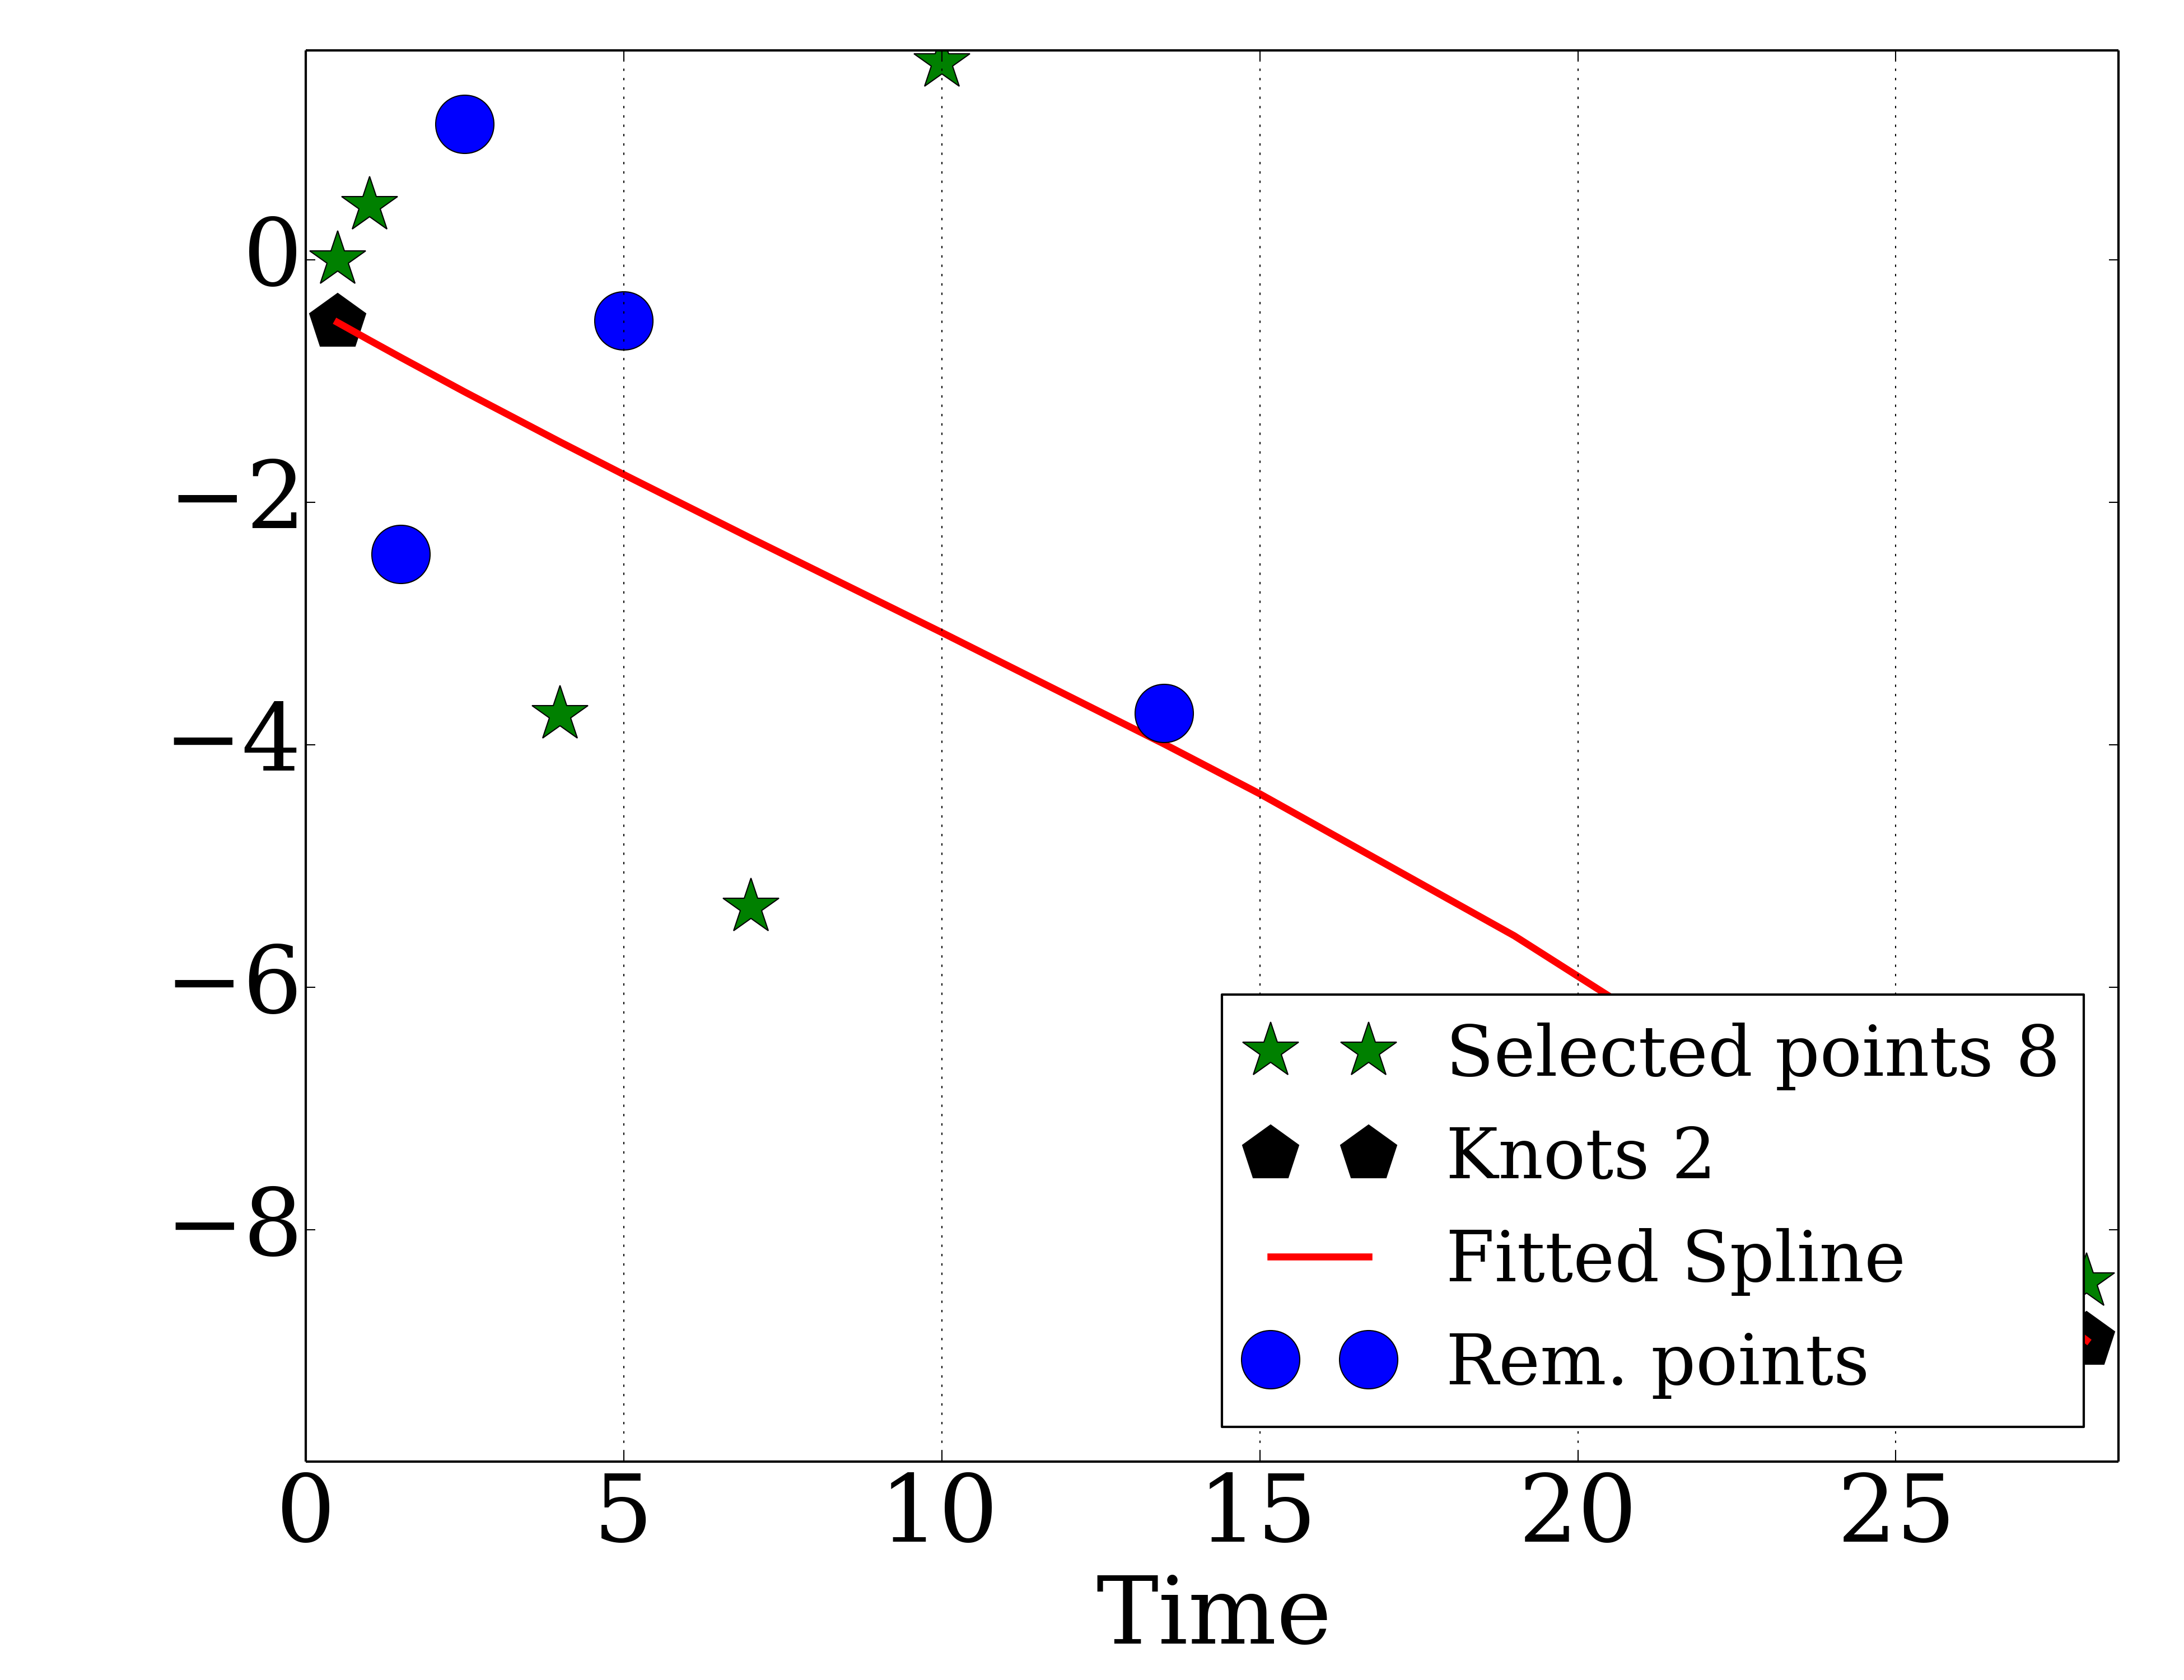 0
−2
−4
−6
−8
0 5 10 15 20 25
Time
Selected points 8
Knots 2
Fitted Spline
Rem. points